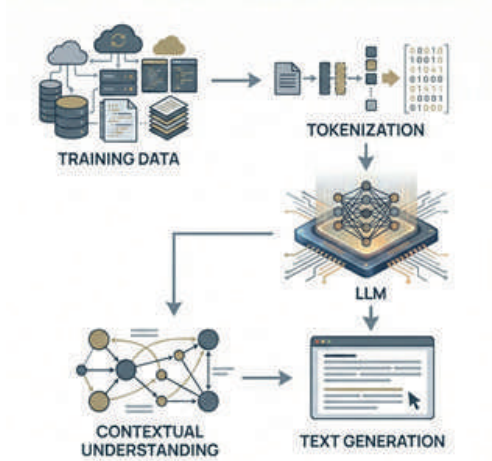 TRAINING DATA
TOKENIZATION
LLM
CONTEXTUAL
UNDERSTANDING
TEXT GENERATION